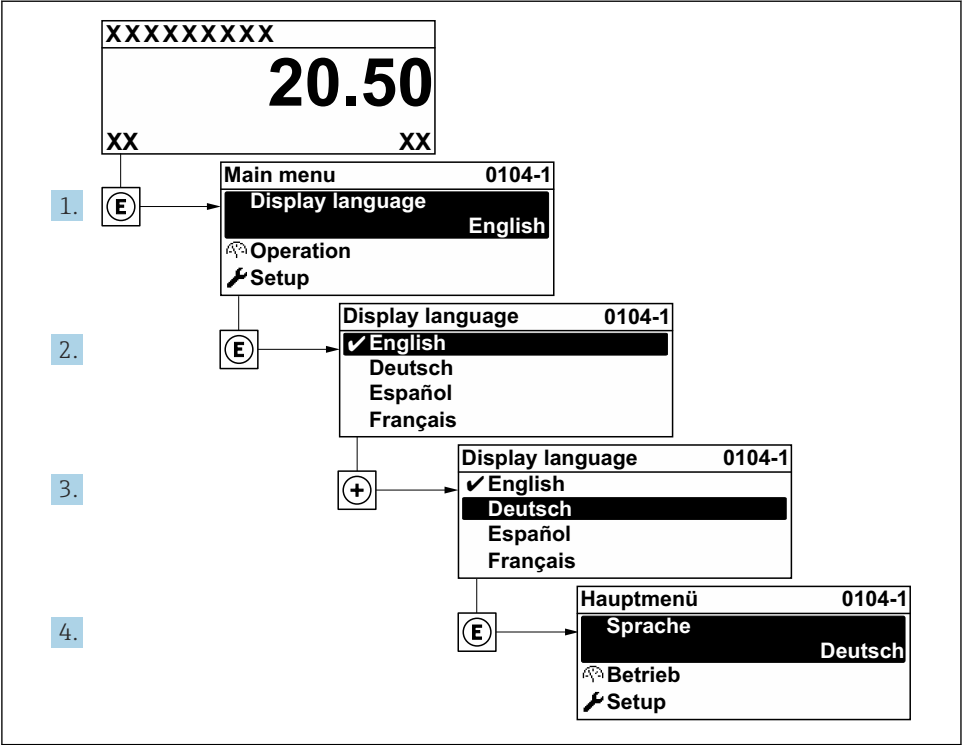 XXXXXXXXX
20.50
XX XX
Main menu 0104-1
1. E Display language
English
Operation
Setup
Display language 0104-1
2. E ✔English
Deutsch
Español
Français
Display language 0104-1
3. + ✔English
Deutsch
Español
Français
Hauptmenü 0104-1
4. E Sprache
Deutsch
Betrieb
Setup